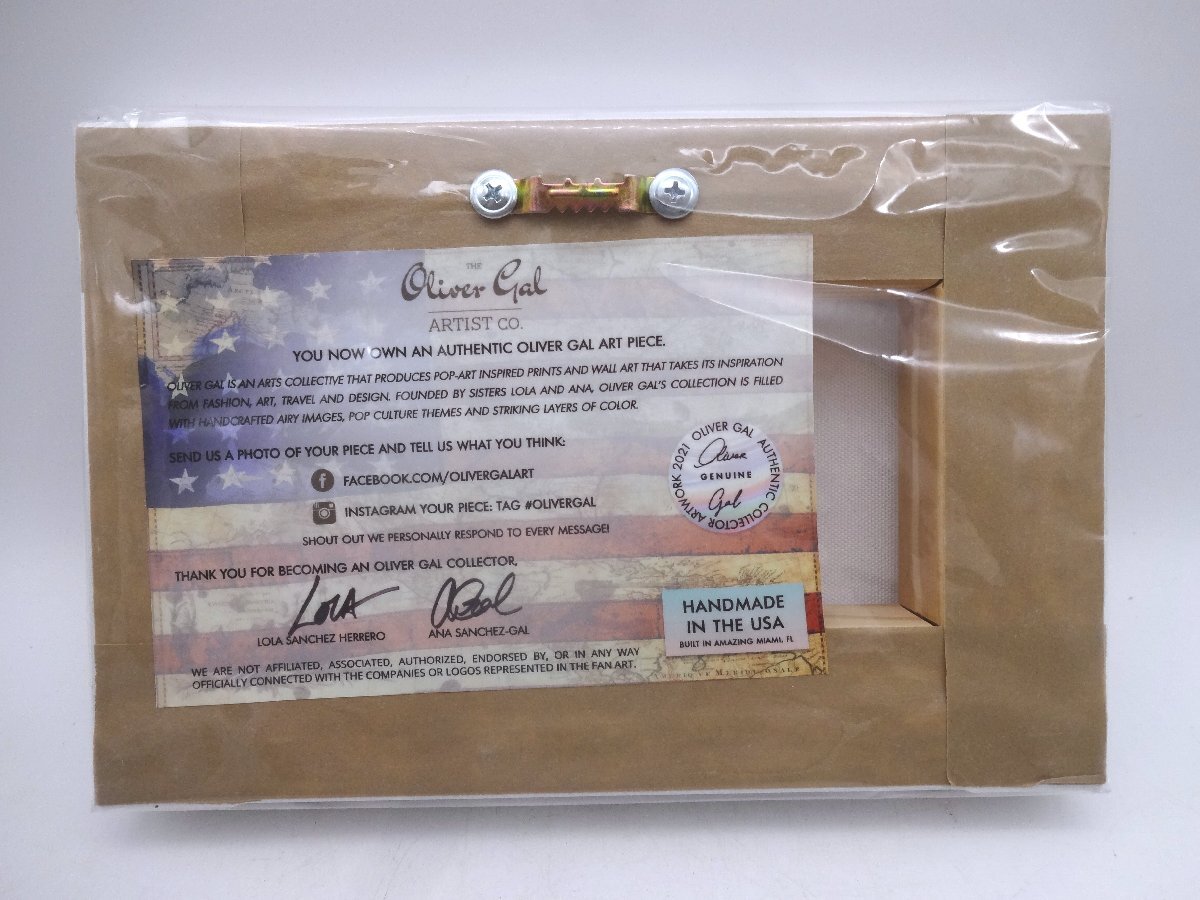 THE
Oliver Gal
ARTIST CO.
YOU NOW OWN AN AUTHENTIC OLIVER GAL ART PIECE.
OLIVER GAL IS AN ARTS COLLECTIVE THAT PRODUCES POP-ART INSPIRED PRINTS AND WALL ART THAT TAKES ITS INSPIRATION
FROM FASHION, ART, TRAVEL AND DESIGN. FOUNDED BY SISTERS LOLA AND ANA, OLIVER GAL'S COLLECTION IS FILLED
WITH HANDCRAFTED AIRY IMAGES, POP CULTURE THEMES AND STRIKING LAYERS OF COLOR.
SEND US A PHOTO OF YOUR PIECE AND TELL US WHAT YOU THINK:
FACEBOOK.COM/OLIVERGALART
INSTAGRAM YOUR PIECE: TAG #OLIVERGAL
SHOUT OUT WE PERSONALLY RESPOND TO EVERY MESSAGE!
OLIVER GAL AUTHENTIC COLLECTOR ARTWORK 2021
Oliver
GENUINE
Gal
THANK YOU FOR BECOMING AN OLIVER GAL COLLECTOR,
LOLA
LOLA SANCHEZ HERRERO
ANA SANCHEZ-GAL
HANDMADE
IN THE USA
BUILT IN AMAZING MIAMI, FL
WE ARE NOT AFFILIATED, ASSOCIATED, AUTHORIZED, ENDORSED BY, OR IN ANY WAY
OFFICIALLY CONNECTED WITH THE COMPANIES OR LOGOS REPRESENTED IN THE FAN ART.